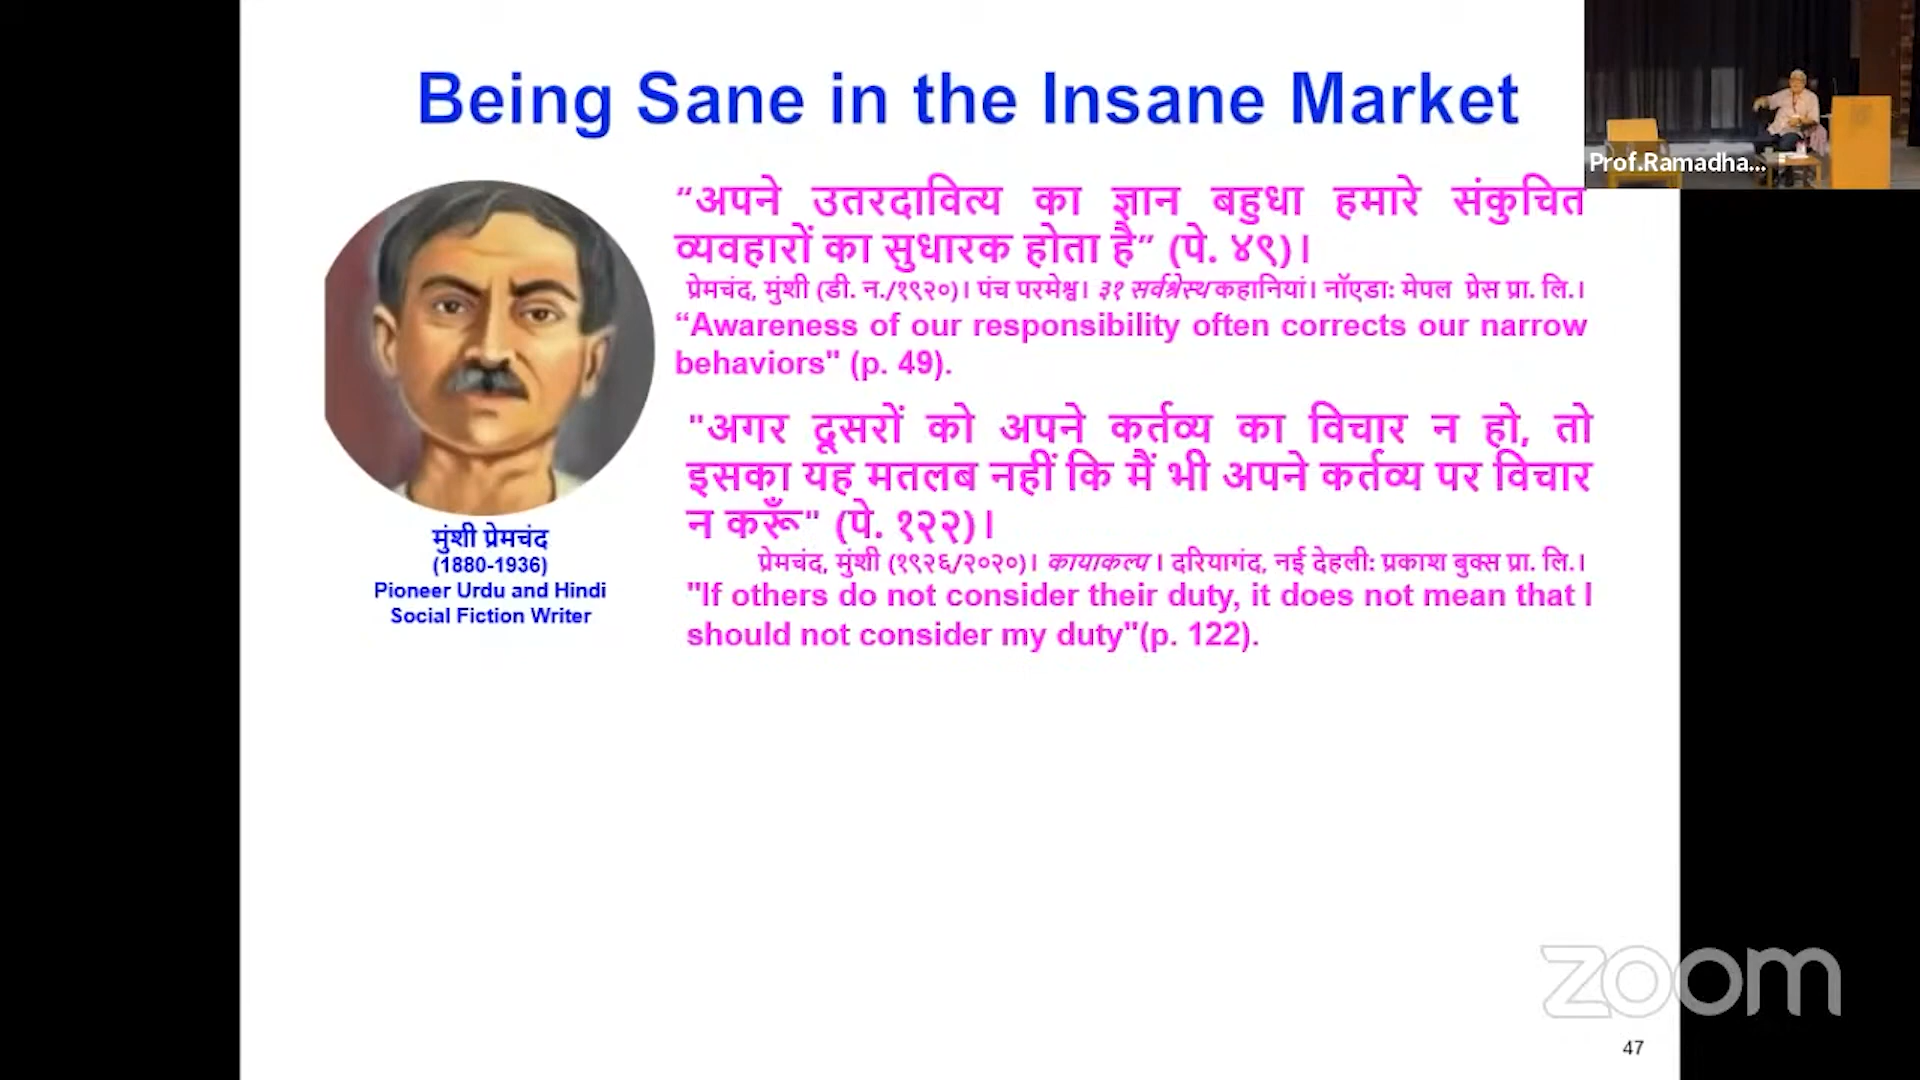 Being Sane in the Insane Market
Prof.Ramadha...
“अपने उतरदावित्य का ज्ञान बहुधा हमारे संकुचित
व्यवहारों का सुधारक होता है” (पे. ४९)।
प्रेमचंद, मुंशी (डी. न./१९२०)। पंच परमेश्व। ३१ सर्वश्रेस्थ कहानियां। नॉएडा: मेपल प्रेस प्रा. लि.।
“Awareness of our responsibility often corrects our narrow
behaviors" (p. 49).
"अगर दूसरों को अपने कर्तव्य का विचार न हो, तो
इसका यह मतलब नहीं कि मैं भी अपने कर्तव्य पर विचार
न करूँ" (पे. १२२)।
प्रेमचंद, मुंशी (१९२६/२०२०)। कायाकल्प। दरियागंद, नई देहली: प्रकाश बुक्स प्रा. लि.।
"If others do not consider their duty, it does not mean that I
should not consider my duty"(p. 122).
मुंशी प्रेमचंद
(1880-1936)
Pioneer Urdu and Hindi
Social Fiction Writer
zoom
47